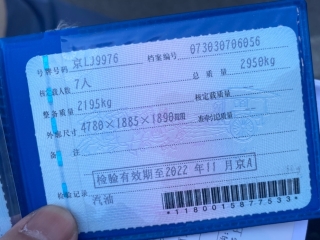 号牌号码 京LJ9976 档案编号 073030706056
核定载人数 7人 总质量 2950kg
整备质量 2195kg 核定载质量
外廓尺寸 4780×1885×1890mm 准牵引总质量
备注
检验有效期至2022年11月京A
检验记录 汽油
*1180015877533*